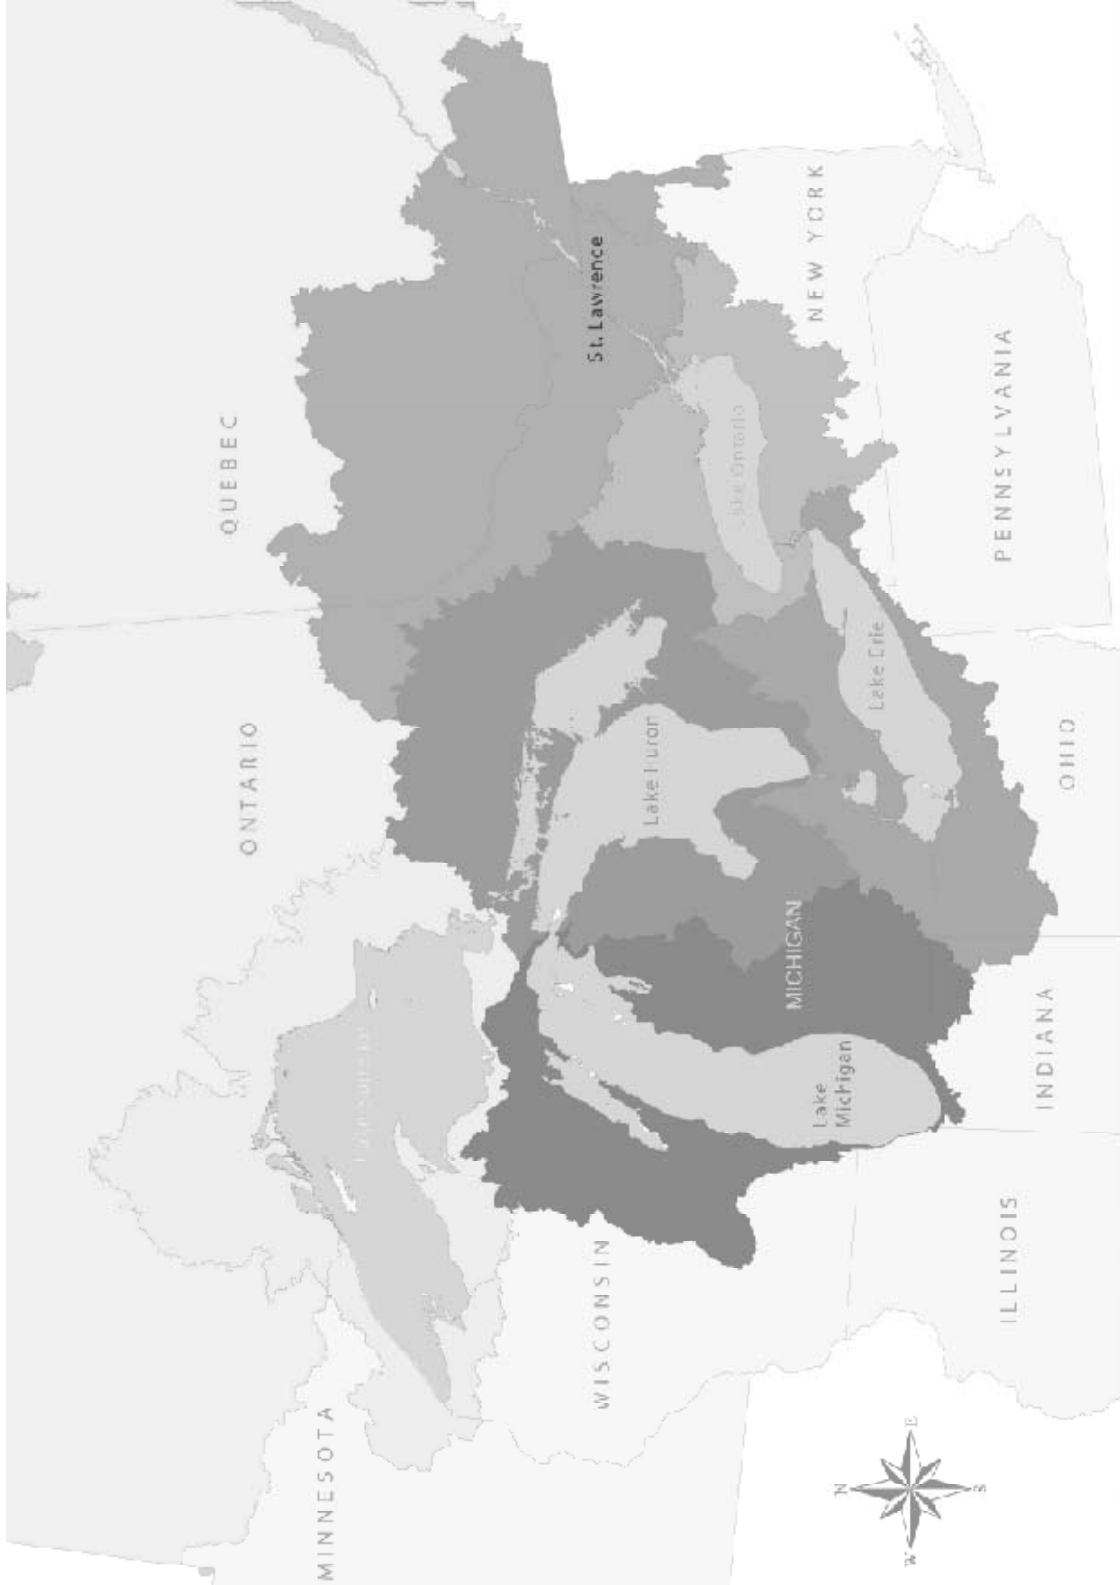 QUEBEC
ONTARIO
MINNESOTA
St. Lawrence
Lake Ontario
NEW YORK
Lake Huron
Lake Erie
PENNSYLVANIA
MICHIGAN
Lake
Michigan
WISCONSIN
OHIO
INDIANA
ILLINOIS
N
W
E
S